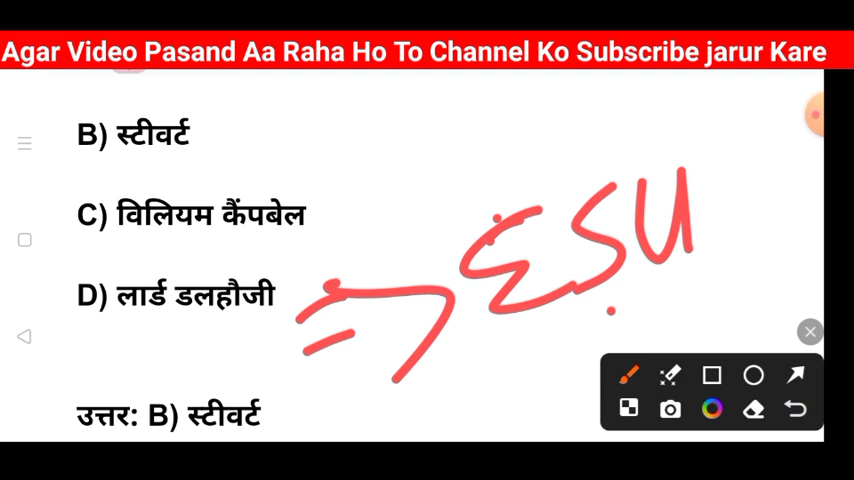 Agar Video Pasand Aa Raha Ho To Channel Ko Subscribe jarur Kare
B) स्टीवर्ट
C) विलियम कैंपबेल
D) लार्ड डलहौजी
उत्तर: B) स्टीवर्ट